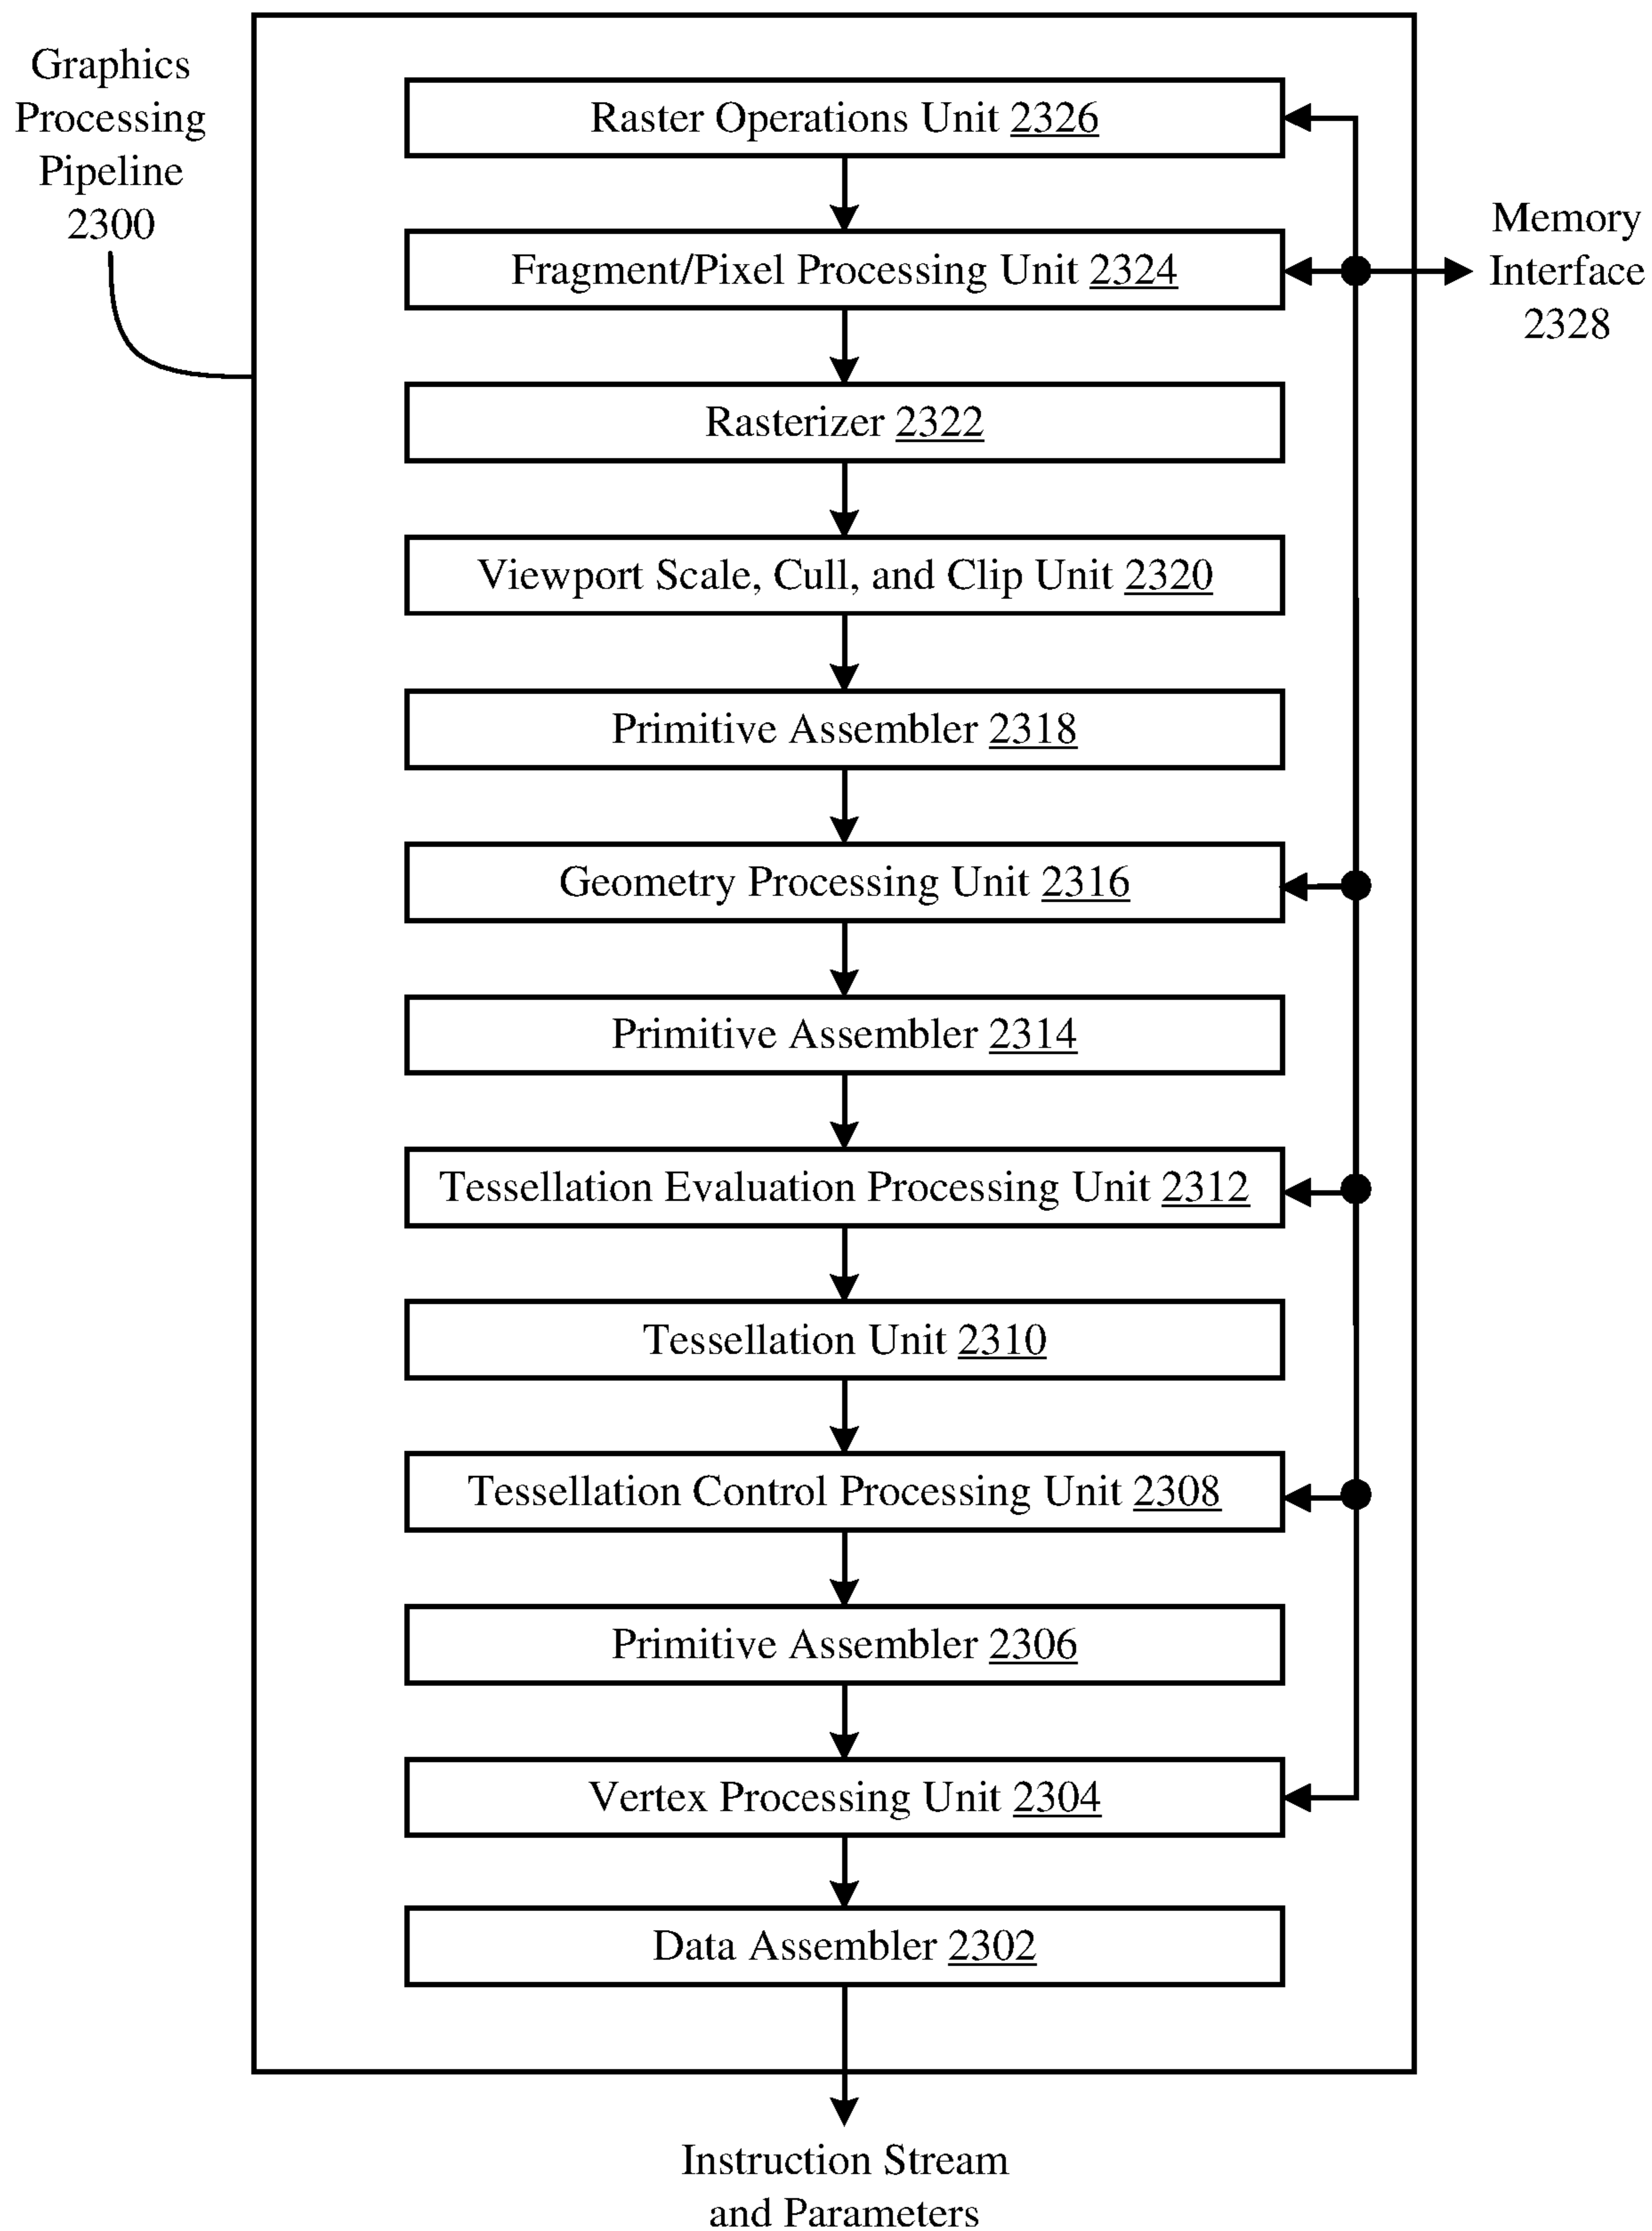 Graphics
Processing
Pipeline
2300
Raster Operations Unit 2326
Fragment/Pixel Processing Unit 2324
Memory
Interface
2328
Rasterizer 2322
Viewport Scale, Cull, and Clip Unit 2320
Primitive Assembler 2318
Geometry Processing Unit 2316
Primitive Assembler 2314
Tessellation Evaluation Processing Unit 2312
Tessellation Unit 2310
Tessellation Control Processing Unit 2308
Primitive Assembler 2306
Vertex Processing Unit 2304
Data Assembler 2302
Instruction Stream
and Parameters